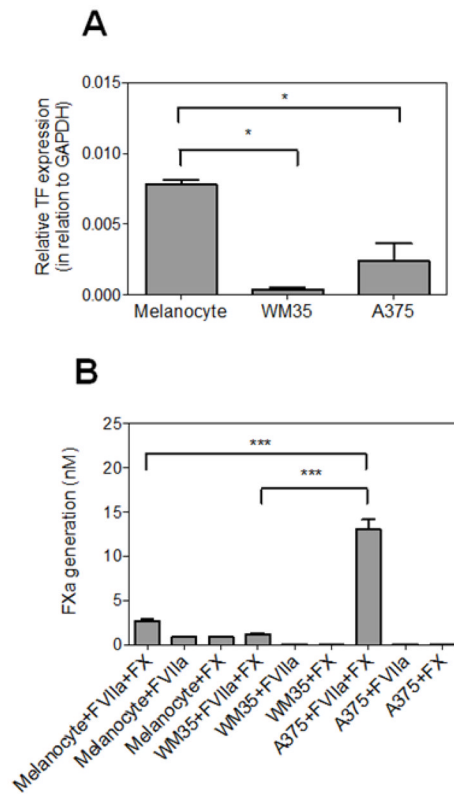 A
Relative TF expression
(in relation to GAPDH)
0.015
0.010
0.005
0.000
*
*
Melanocyte
WM35
A375
B
FXa generation (nM)
25
20
15
10
5
0
***
***
Melanocyte+FVIIa+FX
Melanocyte+FVIIa
Melanocyte+FX
WM35+FVIIa+FX
WM35+FVIIa
WM35+FX
A375+FVIIa+FX
A375+FVIIa
A375+FX